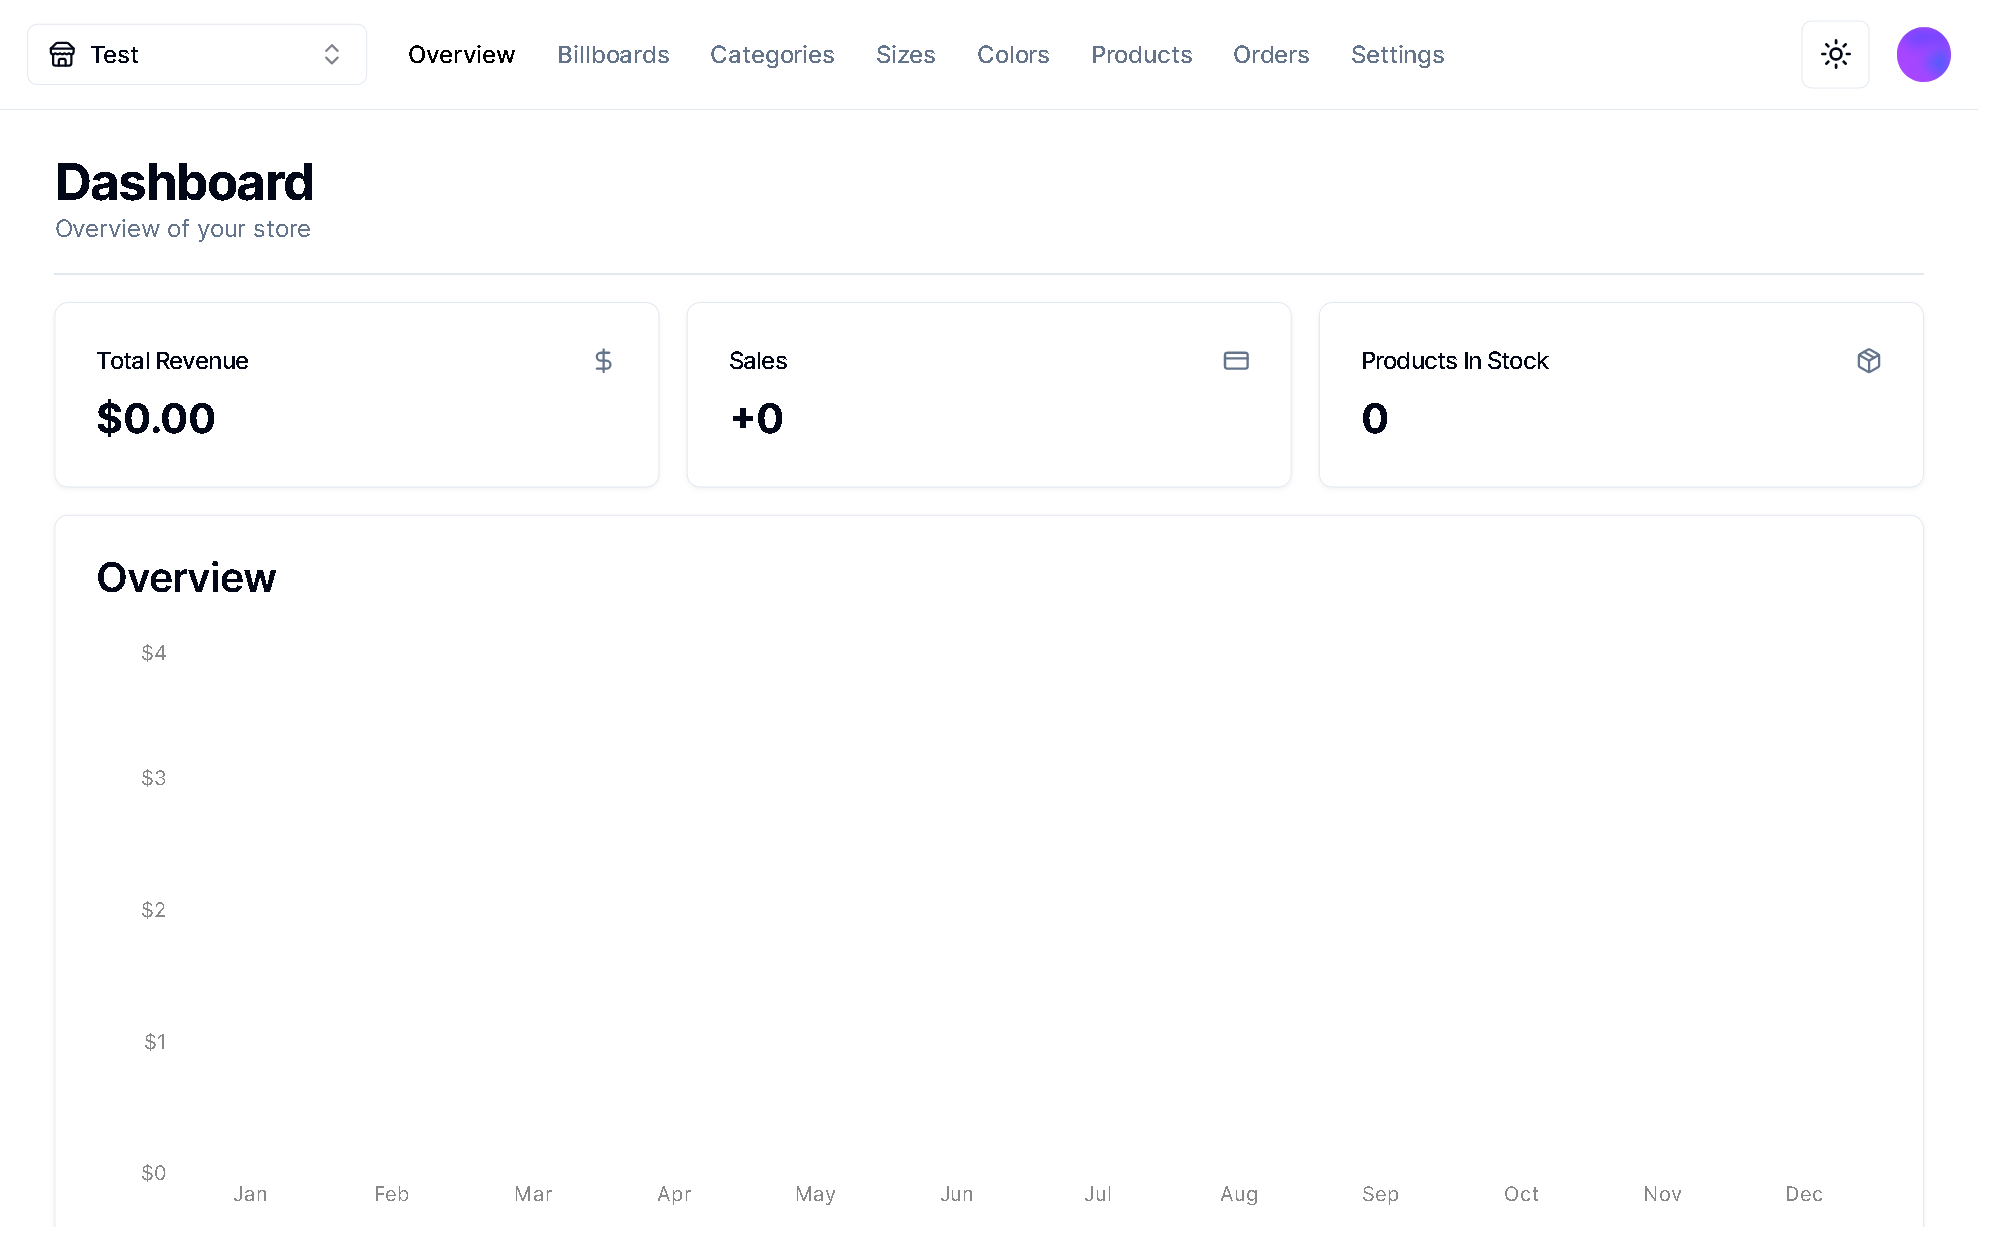 Test Overview Billboards Categories Sizes Colors Products Orders Settings
Dashboard
Overview of your store
Total Revenue
$0.00
Sales
+0
Products In Stock
0
Overview
$4
$3
$2
$1
$0
Jan Feb Mar Apr May Jun Jul Aug Sep Oct Nov Dec